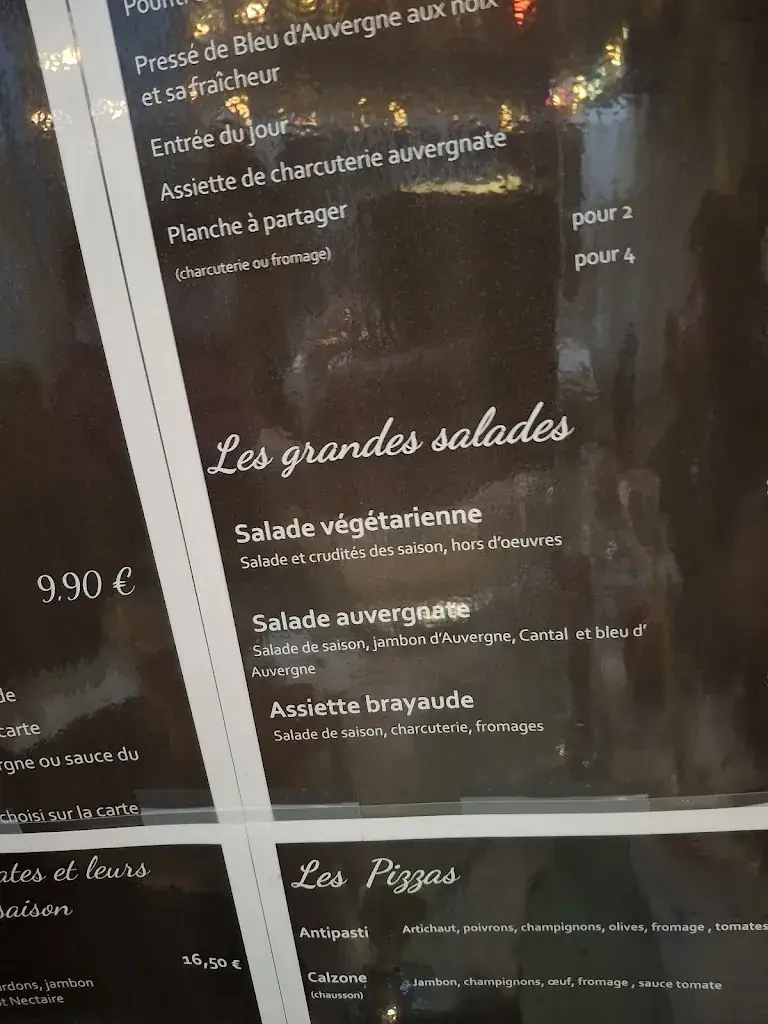 Pressé de Bleu d'Auvergne aux noix
et sa fraîcheur
Entrée du jour
Assiette de charcuterie auvergnate
Planche à partager pour 2
(charcuterie ou fromage) pour 4
Les grandes salades
Salade végétarienne
Salade et crudités des saison, hors d'oeuvres
Salade auvergnate
Salade de saison, jambon d'Auvergne, Cantal et bleu d'
Auvergne
Assiette brayaude
Salade de saison, charcuterie, fromages
9.90 €
de
carte
rgne ou sauce du
choisi sur la carte
ates et leurs
saison
16,50 €
rdons, jambon
t Nectaire
Les Pizzas
Antipasti Artichaut, poivrons, champignons, olives, fromage , tomates
Calzone Jambon, champignons, œuf, fromage , sauce tomate
(chausson)